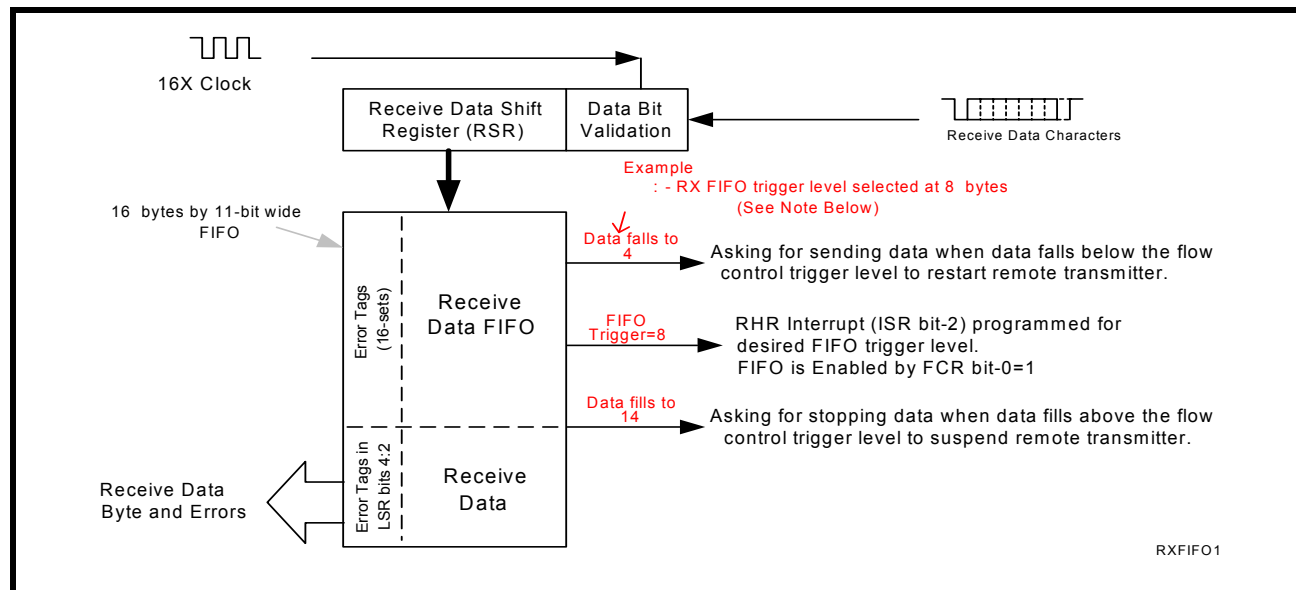 16X Clock
Receive Data Shift
Register (RSR)
Data Bit
Validation
Receive Data Characters
Example
: - RX FIFO trigger level selected at 8 bytes
(See Note Below)
16 bytes by 11-bit wide
FIFO
Data falls to
4
Asking for sending data when data falls below the flow
control trigger level to restart remote transmitter.
Error Tags
(16-sets)
Receive
Data FIFO
FIFO
Trigger=8
RHR Interrupt (ISR bit-2) programmed for
desired FIFO trigger level.
FIFO is Enabled by FCR bit-0=1
Data fills to
14
Asking for stopping data when data fills above the flow
control trigger level to suspend remote transmitter.
Error Tags in
LSR bits 4:2
Receive
Data
Receive Data
Byte and Errors
RXFIFO1